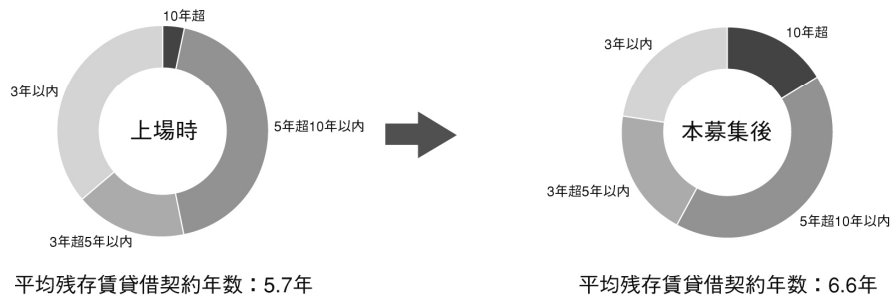 10年超
3年以内
上場時
5年超10年以内
3年超5年以内
平均残存賃貸借契約年数：5.7年
10年超
3年以内
本募集後
3年超5年以内
5年超10年以内
平均残存賃貸借契約年数：6.6年